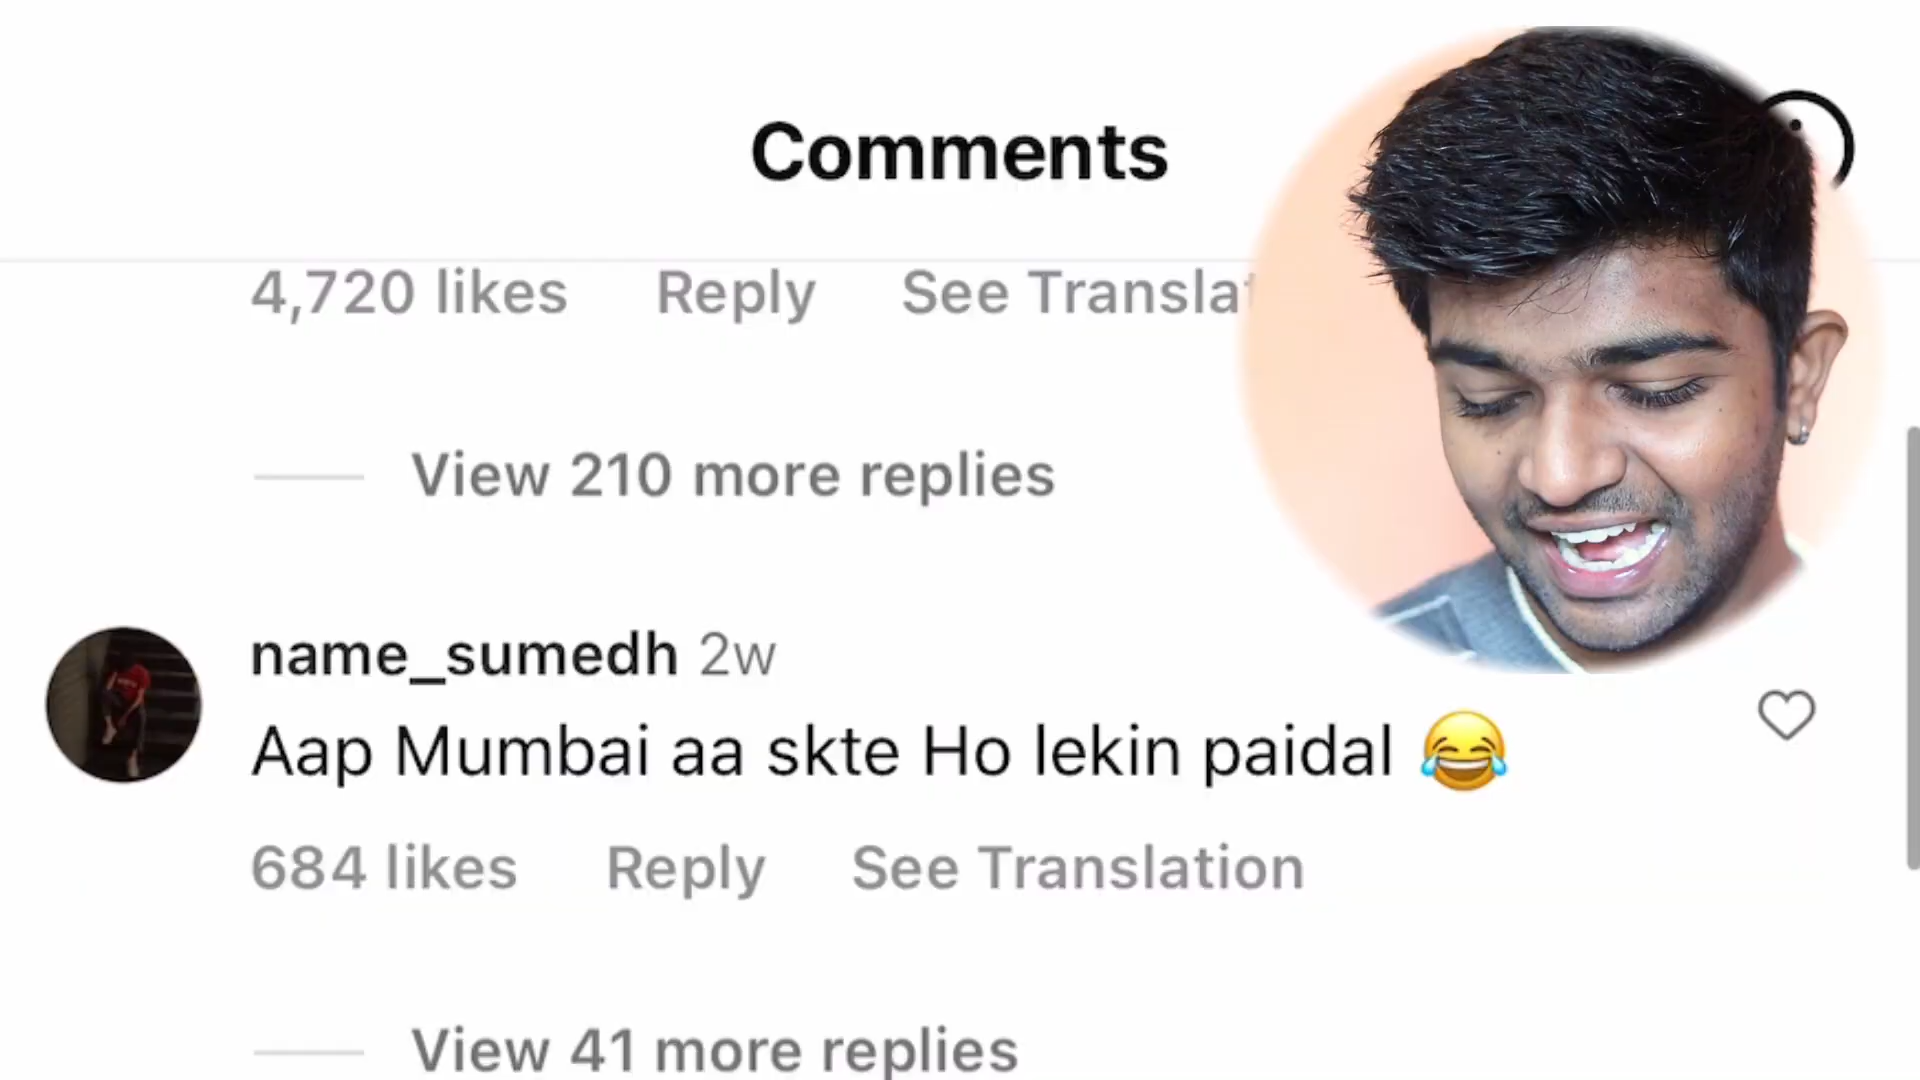 Comments
4,720 likes Reply See Transla
View 210 more replies
name_sumedh 2w
Aap Mumbai aa skte Ho lekin paidal 😂
684 likes Reply See Translation
View 41 more replies